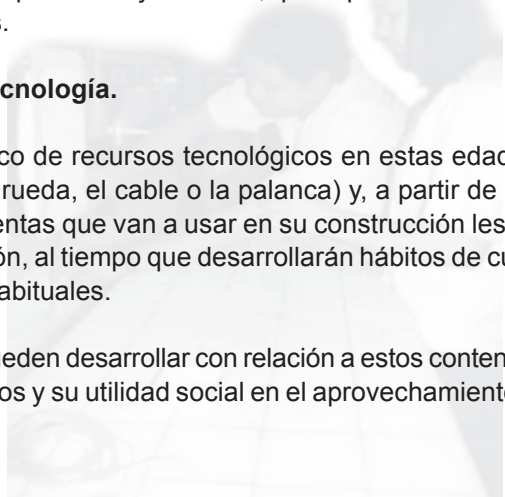 s.
cnología.
co de recursos tecnológicos en estas edad
rueda, el cable o la palanca) y, a partir de
entas que van a usar en su construcción les
ón, al tiempo que desarrollarán hábitos de cu
abituales.
ueden desarrollar con relación a estos conten
os y su utilidad social en el aprovechamiento